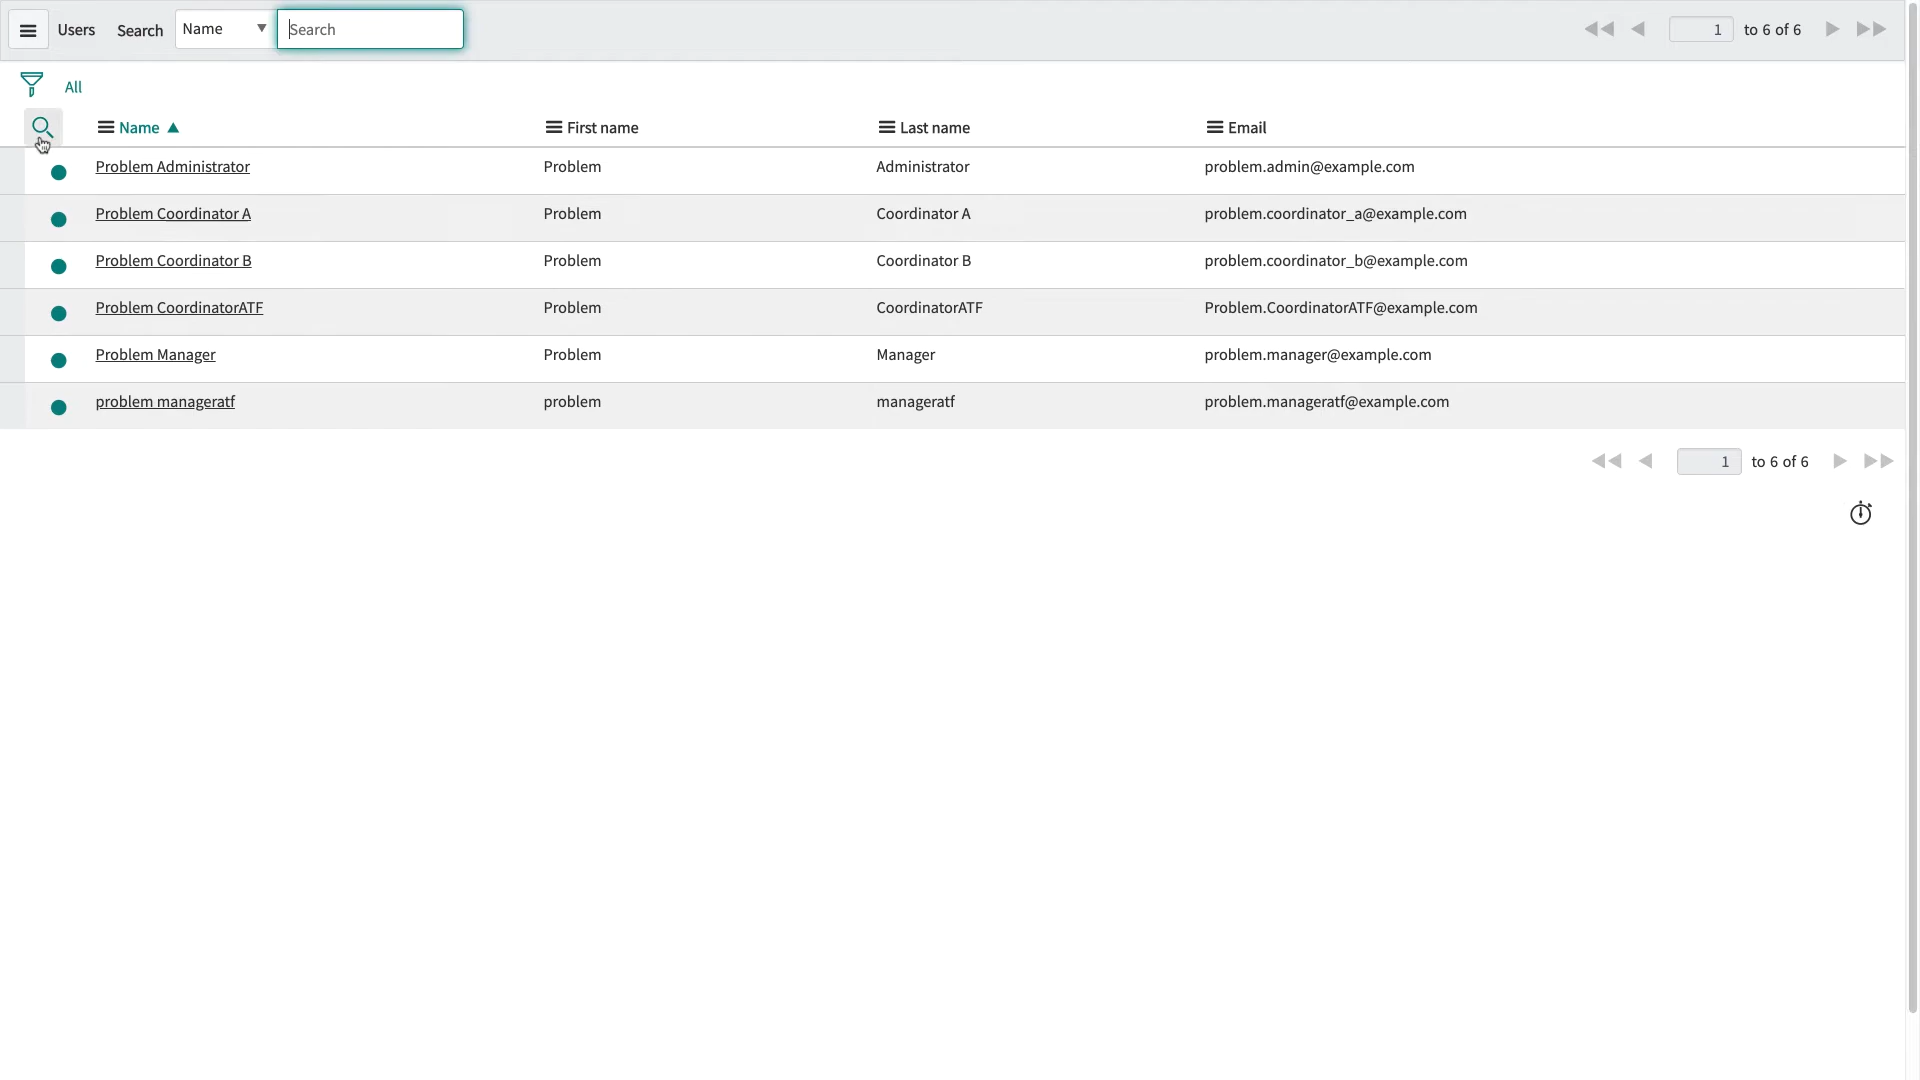 Users Search Name Search 1 to 6 of 6
All
Name First name Last name Email
Problem Administrator Problem Administrator problem.admin@example.com
Problem Coordinator A Problem Coordinator A problem.coordinator_a@example.com
Problem Coordinator B Problem Coordinator B problem.coordinator_b@example.com
Problem CoordinatorATF Problem CoordinatorATF Problem.CoordinatorATF@example.com
Problem Manager Problem Manager problem.manager@example.com
problem manageratf problem manageratf problem.manageratf@example.com
1 to 6 of 6